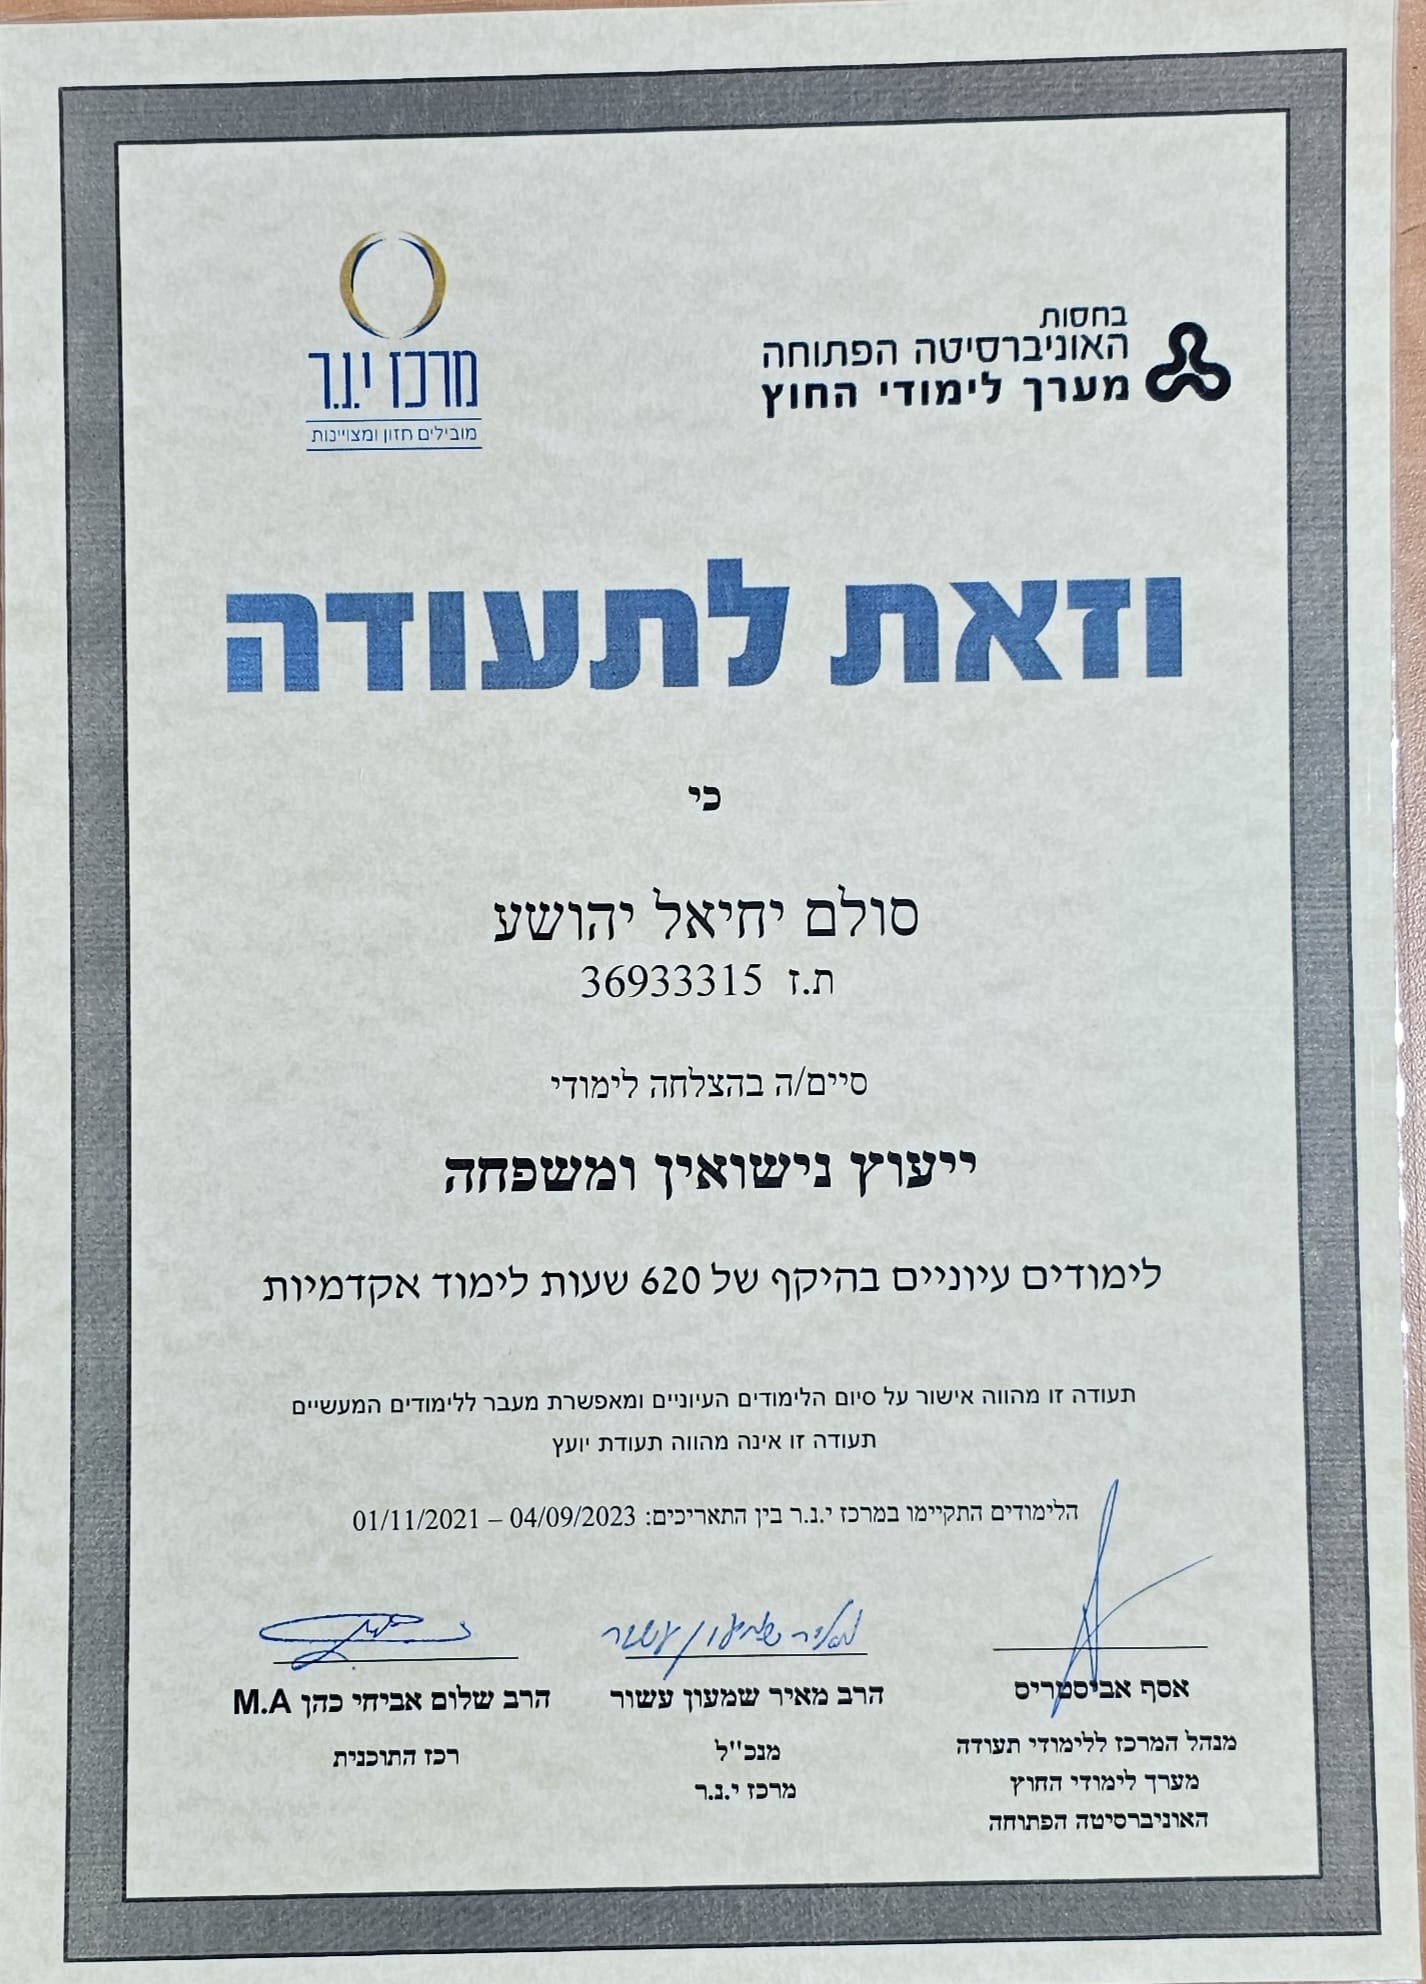 בחסות
האוניברסיטה הפתוחה
מערך לימודי החוץ
מרכז י.נ.ר
מובילים חזון ומצויינות
וזאת לתעודה
כי
סולם יחיאל יהושע
ת.ז 36933315
סיים/ה בהצלחה לימודי
ייעוץ נישואין ומשפחה
לימודים עיוניים בהיקף של 620 שעות לימוד אקדמיות
תעודה זו מהווה אישור על סיום הלימודים העיוניים ומאפשרת מעבר ללימודים המעשיים
תעודה זו אינה מהווה תעודת יועץ
הלימודים התקיימו במרכז י.נ.ר בין התאריכים: 04/09/2023 – 01/11/2021
מאיר שמעון עשור
אסף אביסטריס
מנהל המרכז ללימודי תעודה
מערך לימודי החוץ
האוניברסיטה הפתוחה
הרב מאיר שמעון עשור
מנכ"ל
מרכז י.נ.ר
הרב שלום אביחי כהן M.A
רכז התוכנית